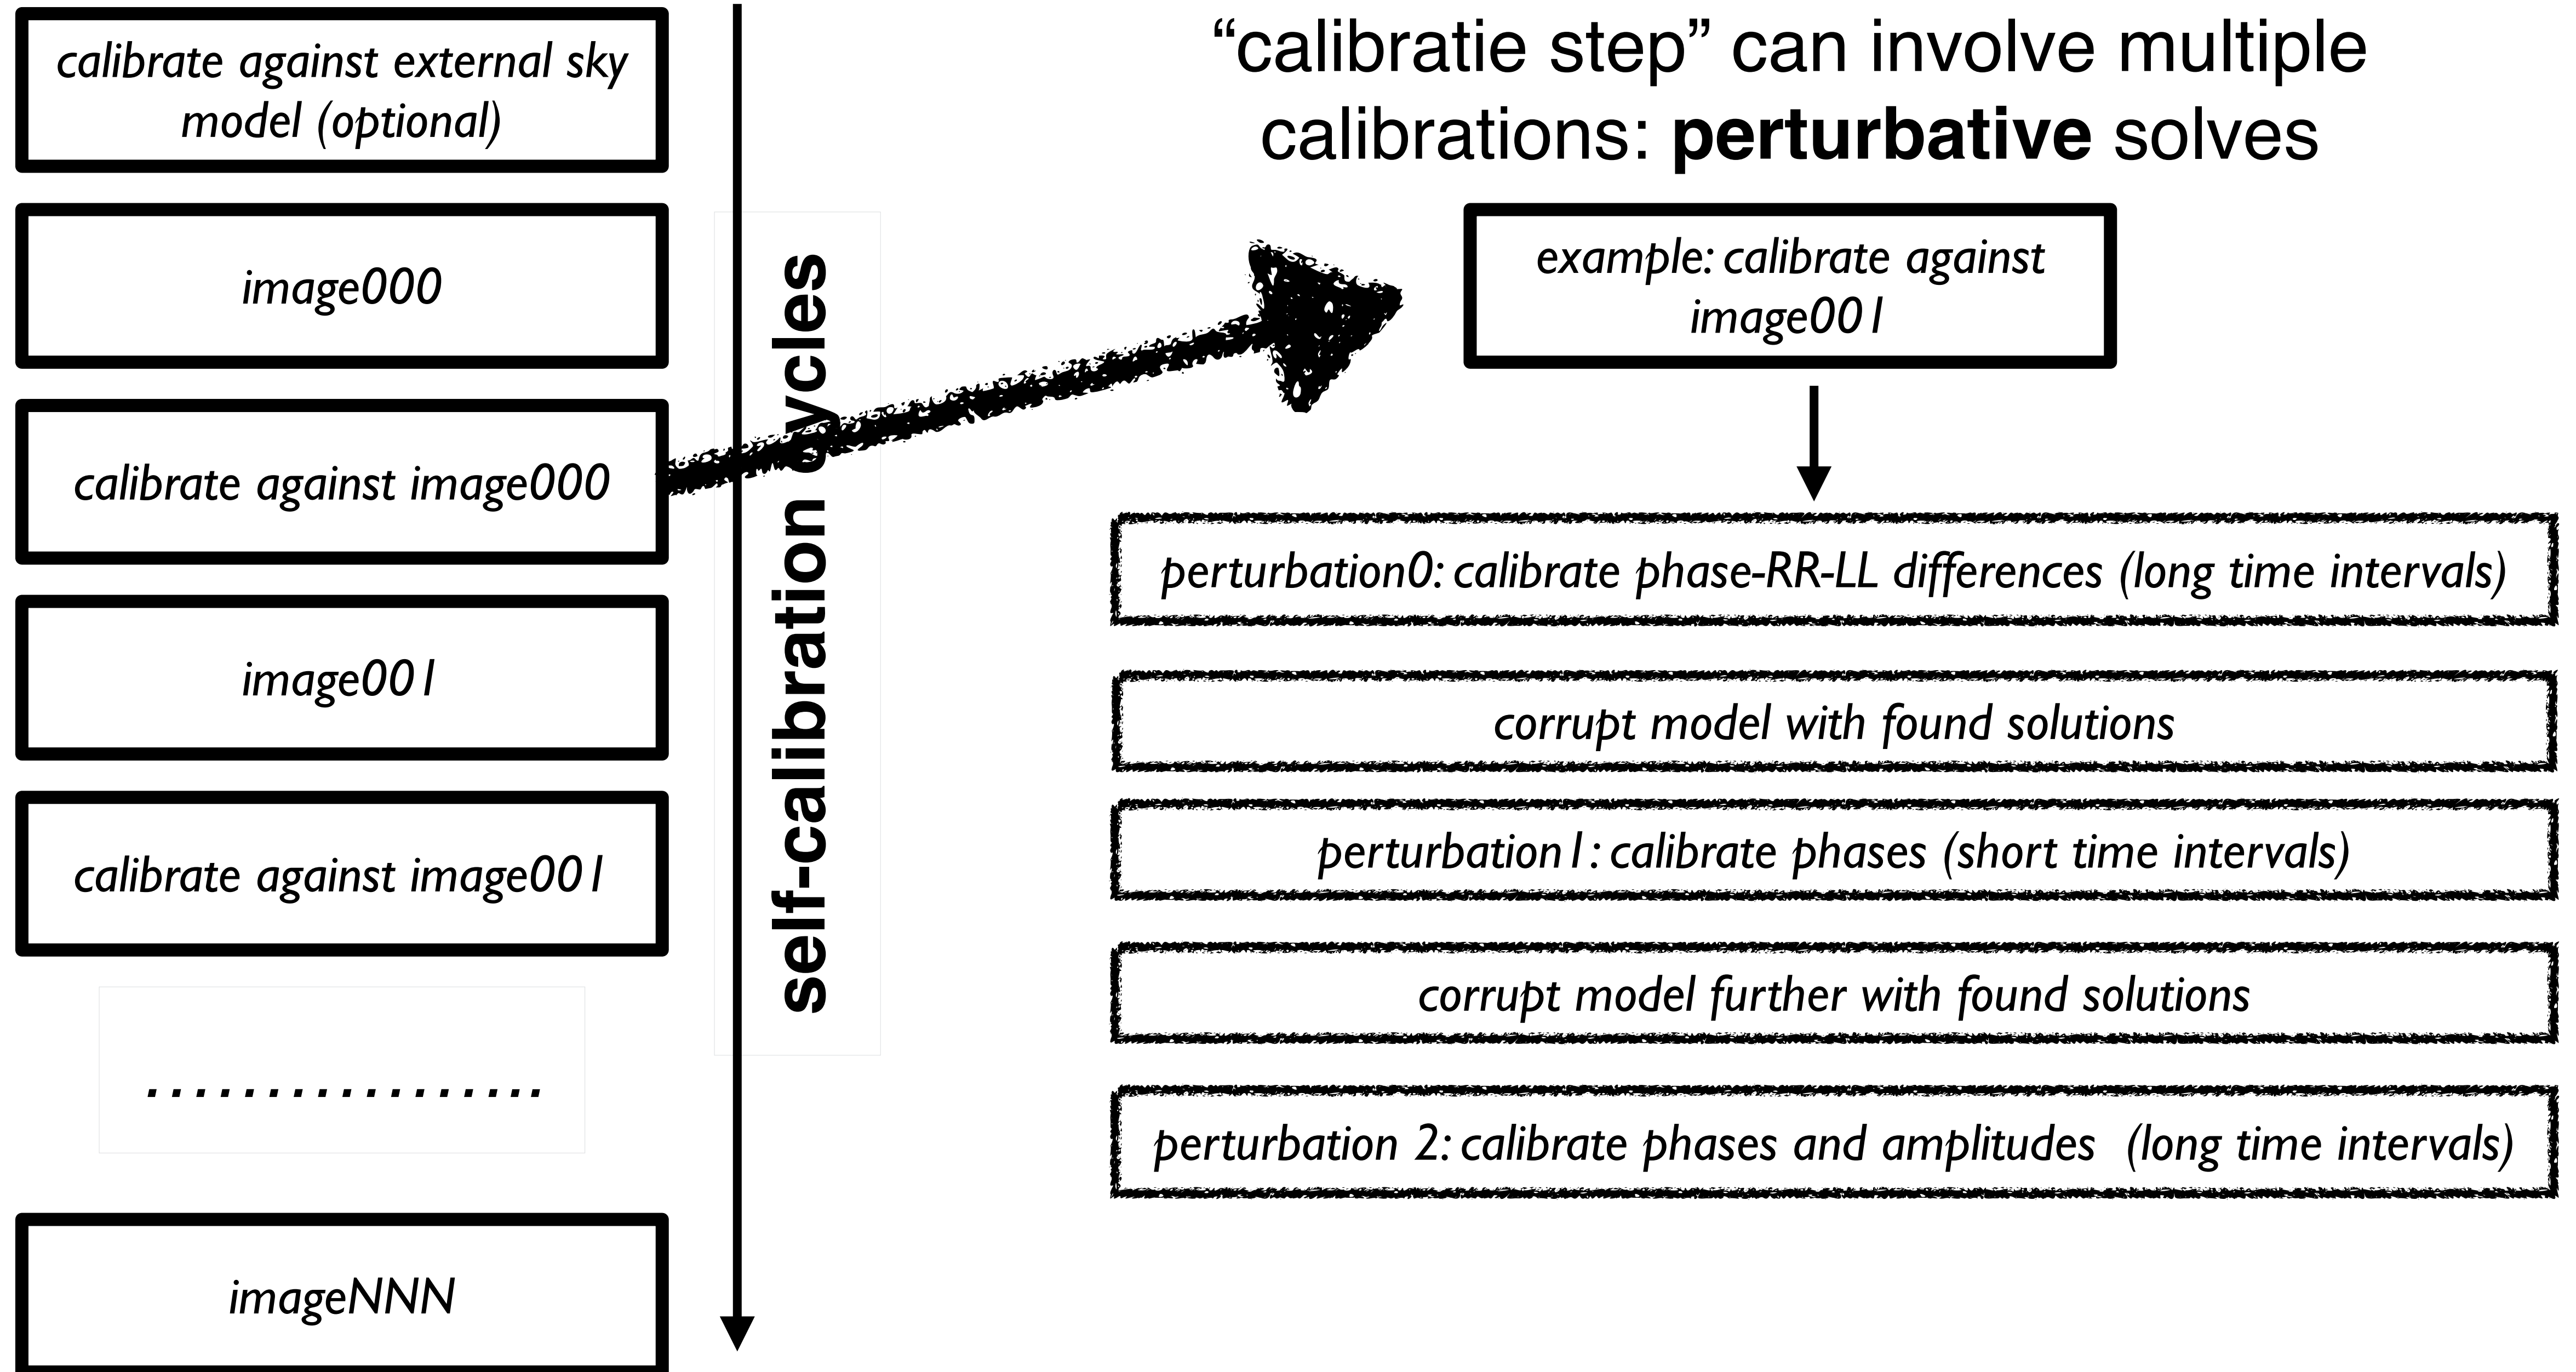 calibrate against external sky
model (optional)
image000
calibrate against image000
image001
calibrate against image001
.................
imageNNN
self-calibration cycles
“calibratie step” can involve multiple
calibrations: perturbative solves
example: calibrate against
image001
perturbation0: calibrate phase-RR-LL differences (long time intervals)
corrupt model with found solutions
perturbation1: calibrate phases (short time intervals)
corrupt model further with found solutions
perturbation 2: calibrate phases and amplitudes  (long time intervals)